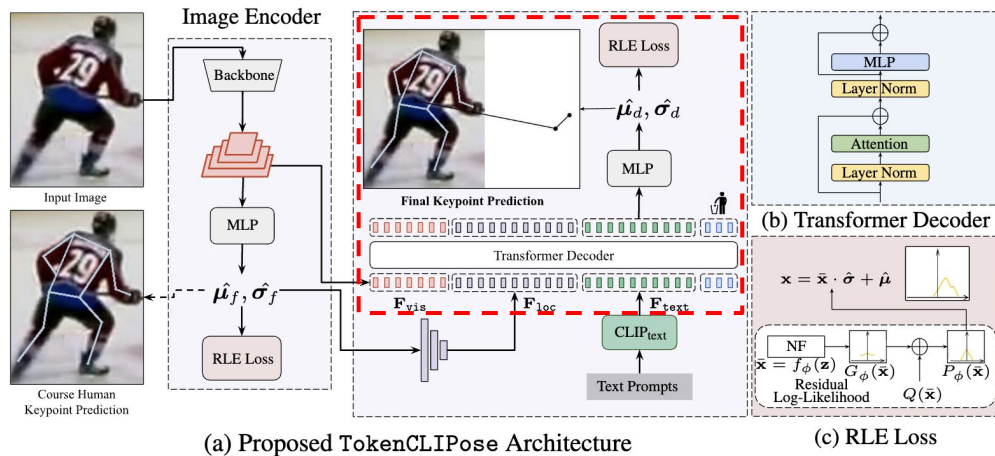 Image Encoder
Input Image
29
Course Human
Keypoint Prediction
29
Backbone
MLP
μ̂_f, σ̂_f
RLE Loss
29
Final Keypoint Prediction
RLE Loss
μ̂_d, σ̂_d
MLP
Transformer Decoder
F_vis
F_loc
F_text
CLIP_text
Text Prompts
(a) Proposed TokenCLIPose Architecture
MLP
Layer Norm
Attention
Layer Norm
(b) Transformer Decoder
x = x̄ · σ̂ + μ̂
NF
x̄ = f_ϕ(z)
G_ϕ(x̄)
P_ϕ(x̄)
Residual
Log-Likelihood
Q(x̄)
(c) RLE Loss